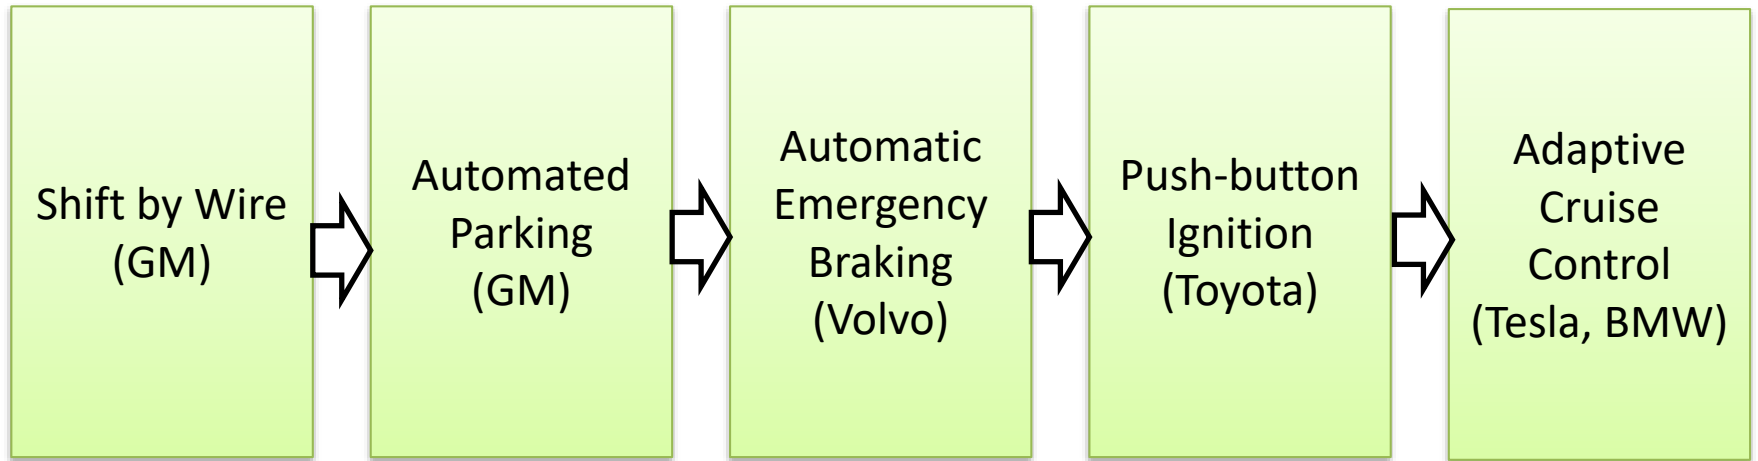 Shift by Wire
(GM)
Automated
Parking
(GM)
Automatic
Emergency
Braking
(Volvo)
Push-button
Ignition
(Toyota)
Adaptive
Cruise
Control
(Tesla, BMW)